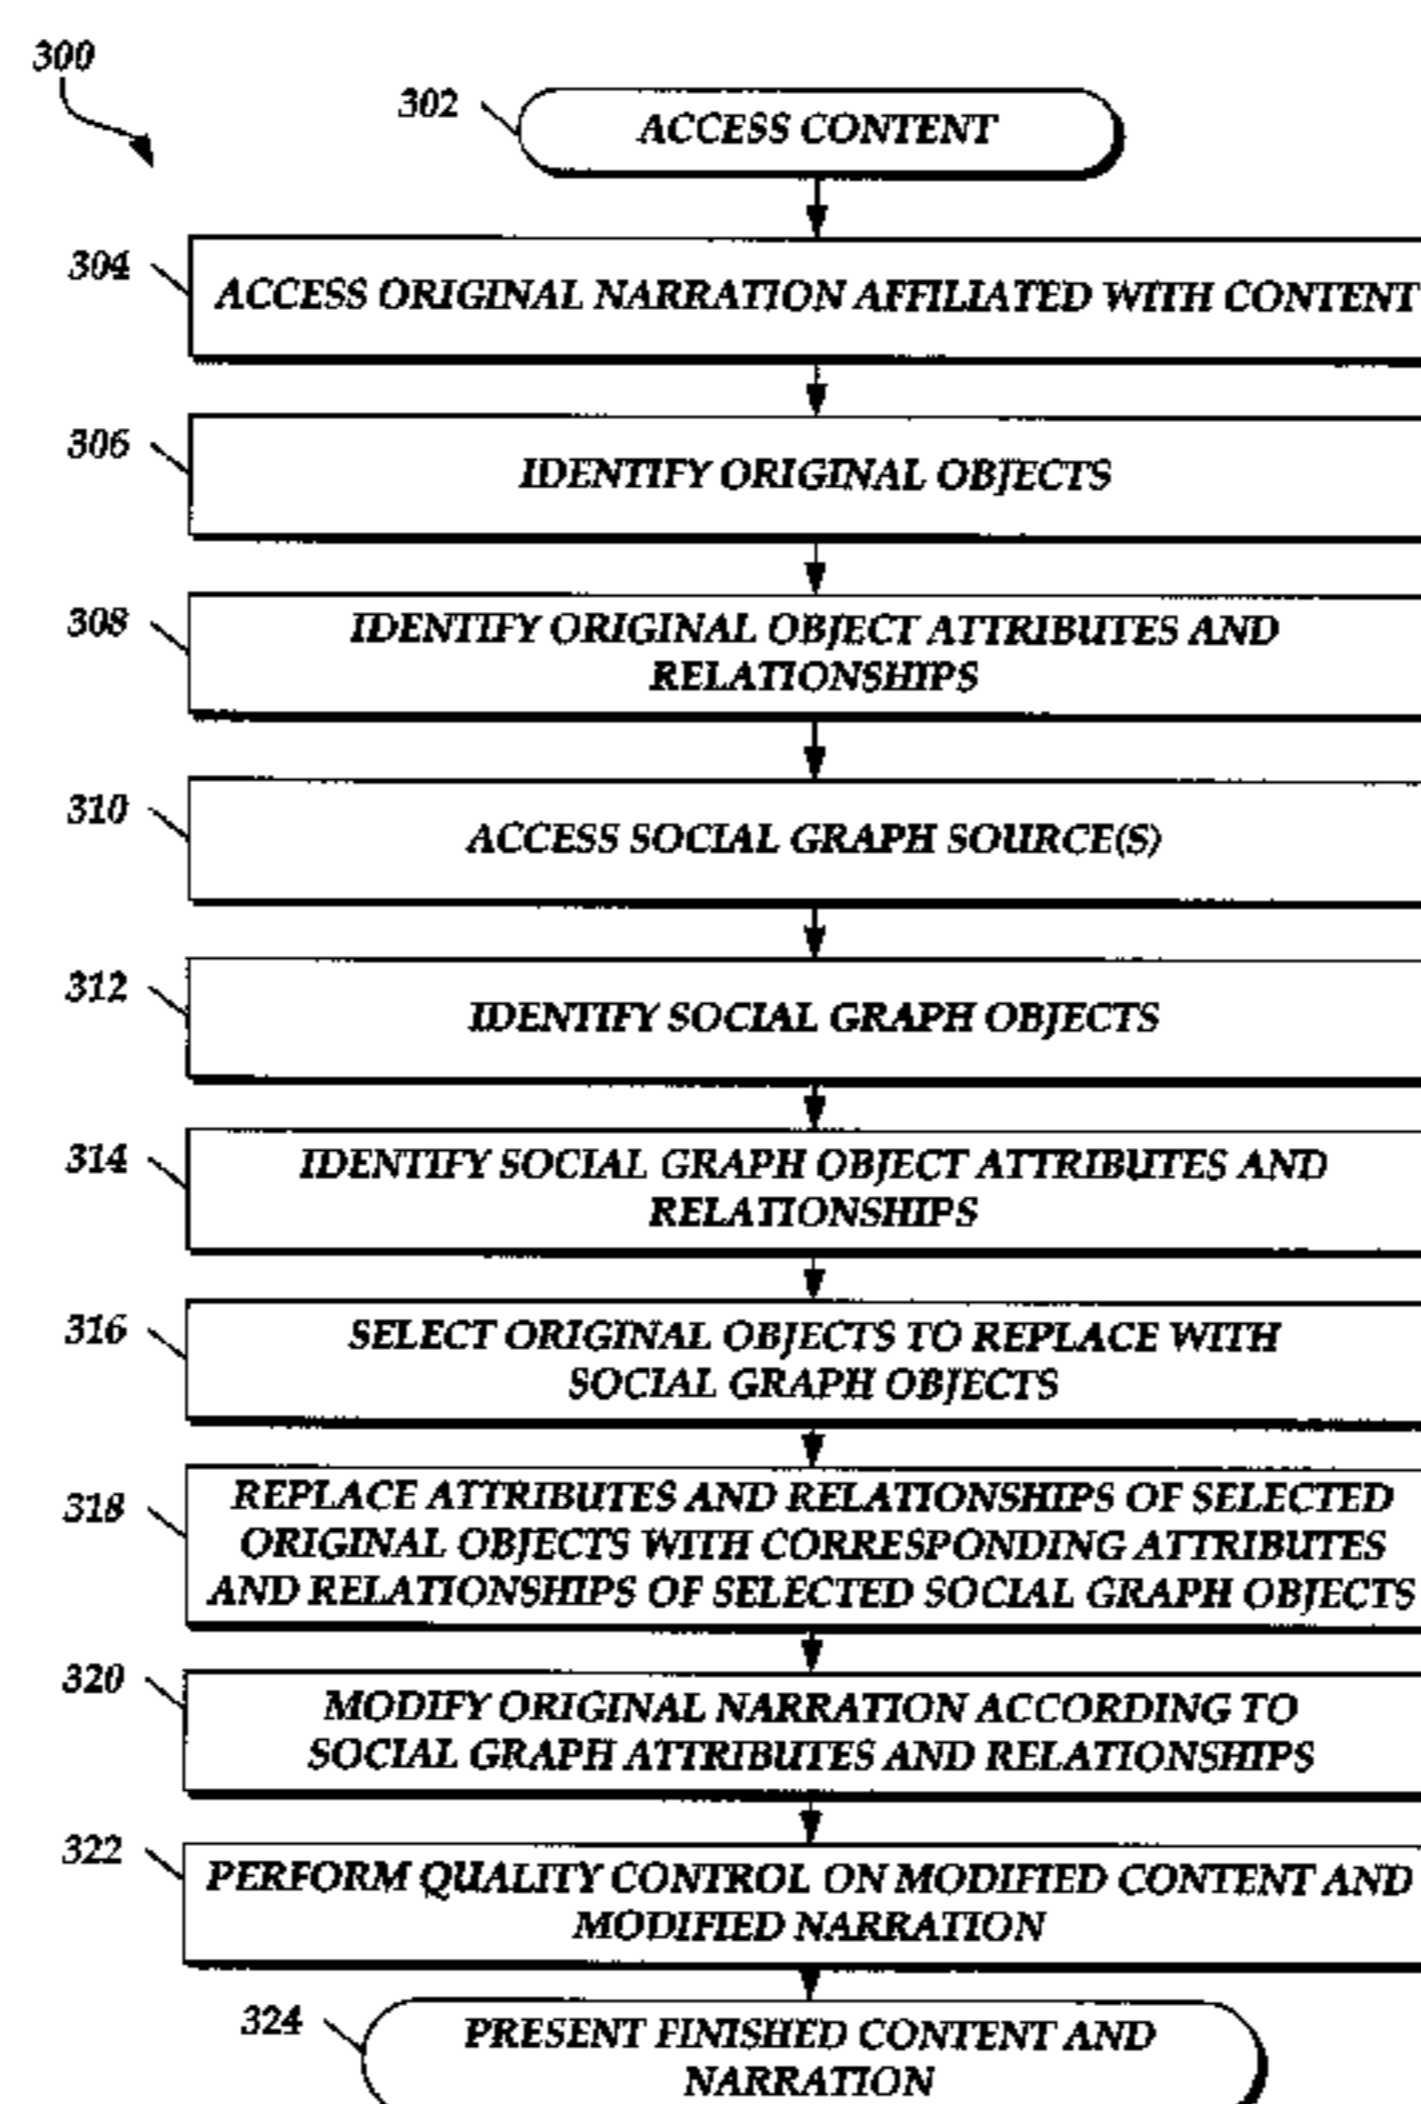 300
302
ACCESS CONTENT
304
ACCESS ORIGINAL NARRATION AFFILIATED WITH CONTENT
306
IDENTIFY ORIGINAL OBJECTS
308
IDENTIFY ORIGINAL OBJECT ATTRIBUTES AND
RELATIONSHIPS
310
ACCESS SOCIAL GRAPH SOURCE(S)
312
IDENTIFY SOCIAL GRAPH OBJECTS
314
IDENTIFY SOCIAL GRAPH OBJECT ATTRIBUTES AND
RELATIONSHIPS
316
SELECT ORIGINAL OBJECTS TO REPLACE WITH
SOCIAL GRAPH OBJECTS
318
REPLACE ATTRIBUTES AND RELATIONSHIPS OF SELECTED
ORIGINAL OBJECTS WITH CORRESPONDING ATTRIBUTES
AND RELATIONSHIPS OF SELECTED SOCIAL GRAPH OBJECTS
320
MODIFY ORIGINAL NARRATION ACCORDING TO
SOCIAL GRAPH ATTRIBUTES AND RELATIONSHIPS
322
PERFORM QUALITY CONTROL ON MODIFIED CONTENT AND
MODIFIED NARRATION
324
PRESENT FINISHED CONTENT AND
NARRATION